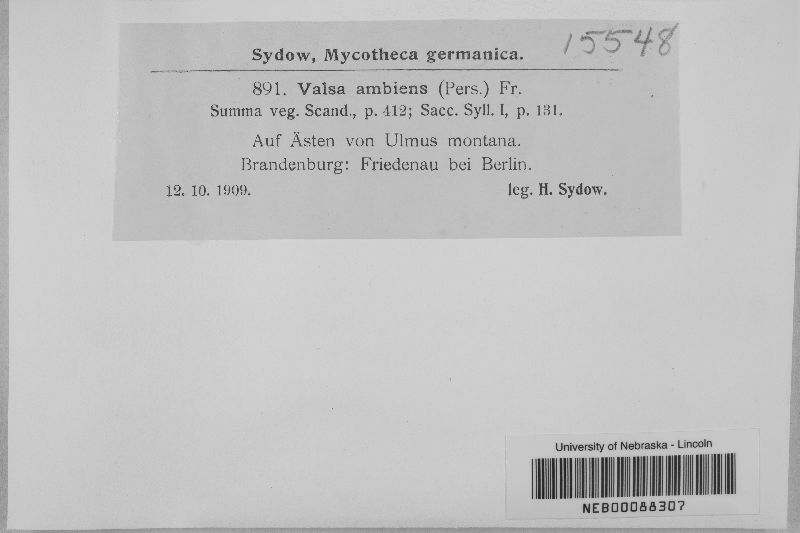 15548
Sydow, Mycotheca germanica.
891. Valsa ambiens (Pers.) Fr.
Summa veg. Scand., p. 412; Sacc. Syll. I, p. 131.
Auf Ästen von Ulmus montana.
Brandenburg: Friedenau bei Berlin.
12. 10. 1909. leg. H. Sydow.
University of Nebraska - Lincoln
NEB00088307